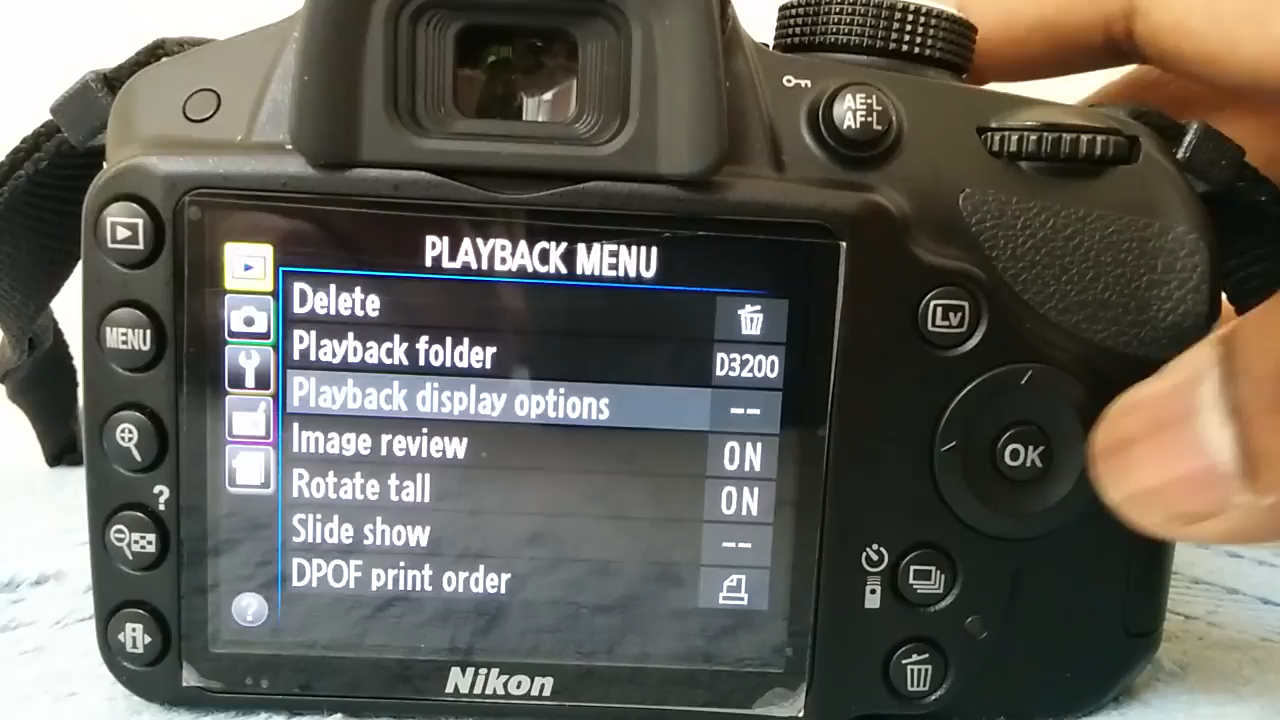 AE-L
AF-L
PLAYBACK MENU
Delete
Playback folder D3200
Playback display options --
Image review ON
Rotate tall ON
Slide show --
DPOF print order
?
MENU
?
i
Lv
OK
Nikon